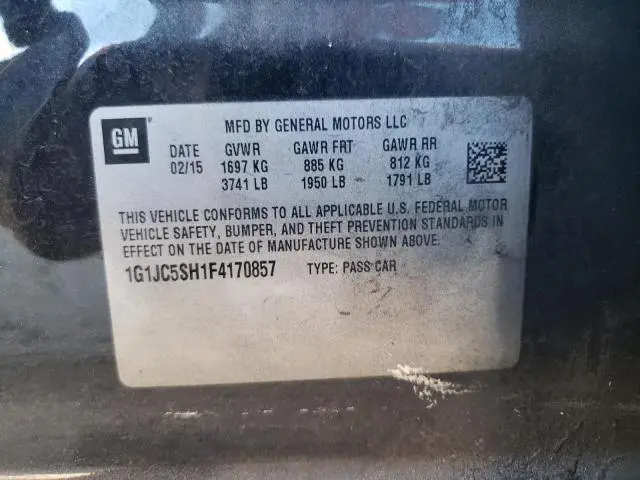 GM
MFD BY GENERAL MOTORS LLC
DATE GVWR GAWR FRT GAWR RR
02/15 1697 KG 885 KG 812 KG
3741 LB 1950 LB 1791 LB
THIS VEHICLE CONFORMS TO ALL APPLICABLE U.S. FEDERAL MOTOR
VEHICLE SAFETY, BUMPER, AND THEFT PREVENTION STANDARDS IN
EFFECT ON THE DATE OF MANUFACTURE SHOWN ABOVE.
1G1JC5SH1F4170857 TYPE: PASS CAR